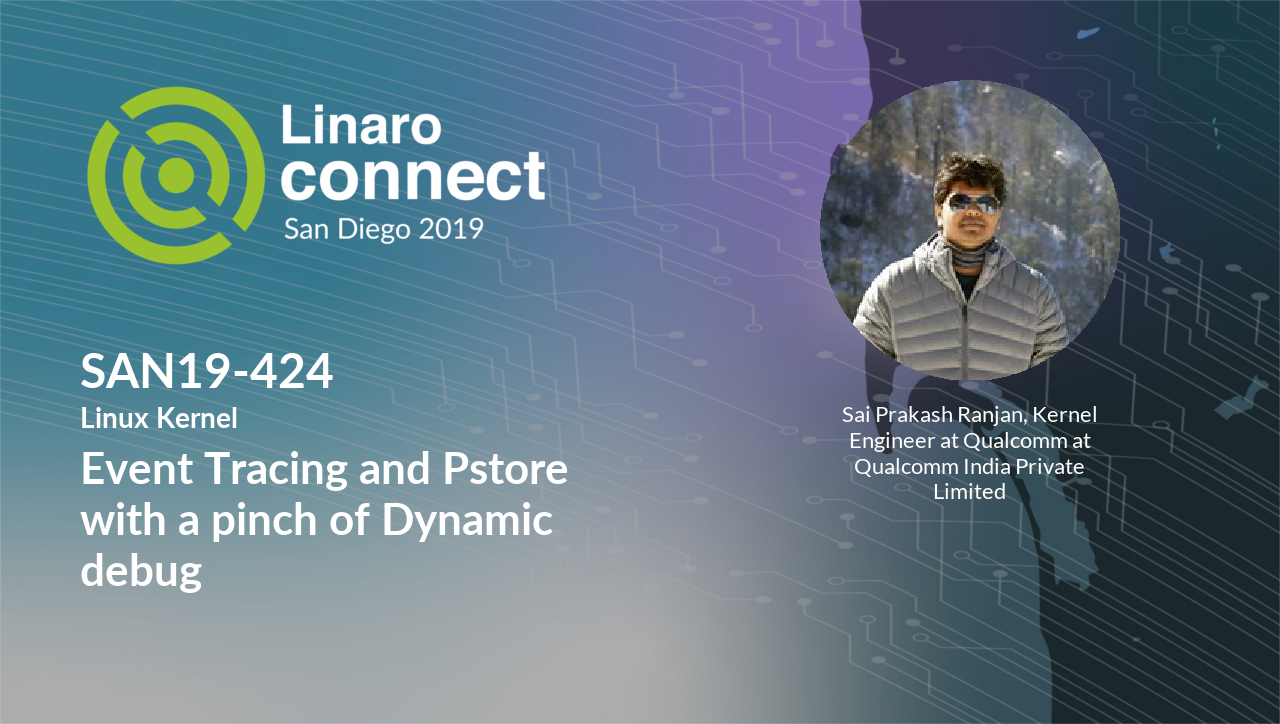 Linaro
connect
San Diego 2019
SAN19-424
Linux Kernel
Event Tracing and Pstore
with a pinch of Dynamic
debug
Sai Prakash Ranjan, Kernel
Engineer at Qualcomm at
Qualcomm India Private
Limited